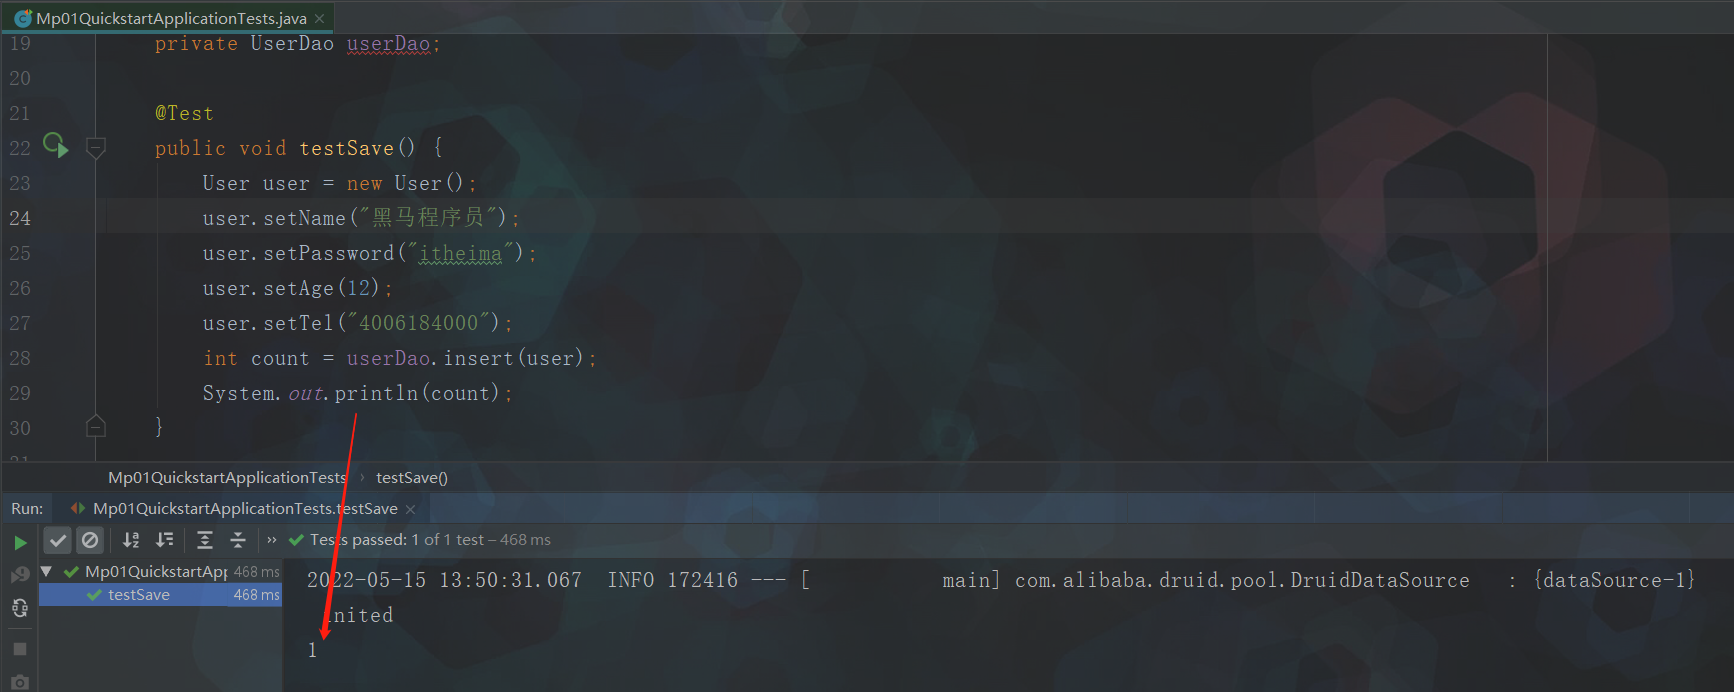 Mp01QuickstartApplicationTests.java
19 private UserDao userDao;
20
21 @Test
22 public void testSave() {
23 User user = new User();
24 user.setName("黑马程序员");
25 user.setPassword("itheima");
26 user.setAge(12);
27 user.setTel("4006184000");
28 int count = userDao.insert(user);
29 System.out.println(count);
30 }
31
Mp01QuickstartApplicationTests › testSave()
Run: Mp01QuickstartApplicationTests.testSave
» Tests passed: 1 of 1 test – 468 ms
Mp01QuickstartApp 468 ms
testSave 468 ms
2022-05-15 13:50:31.067 INFO 172416 --- [ main] com.alibaba.druid.pool.DruidDataSource : {dataSource-1}
inited
1